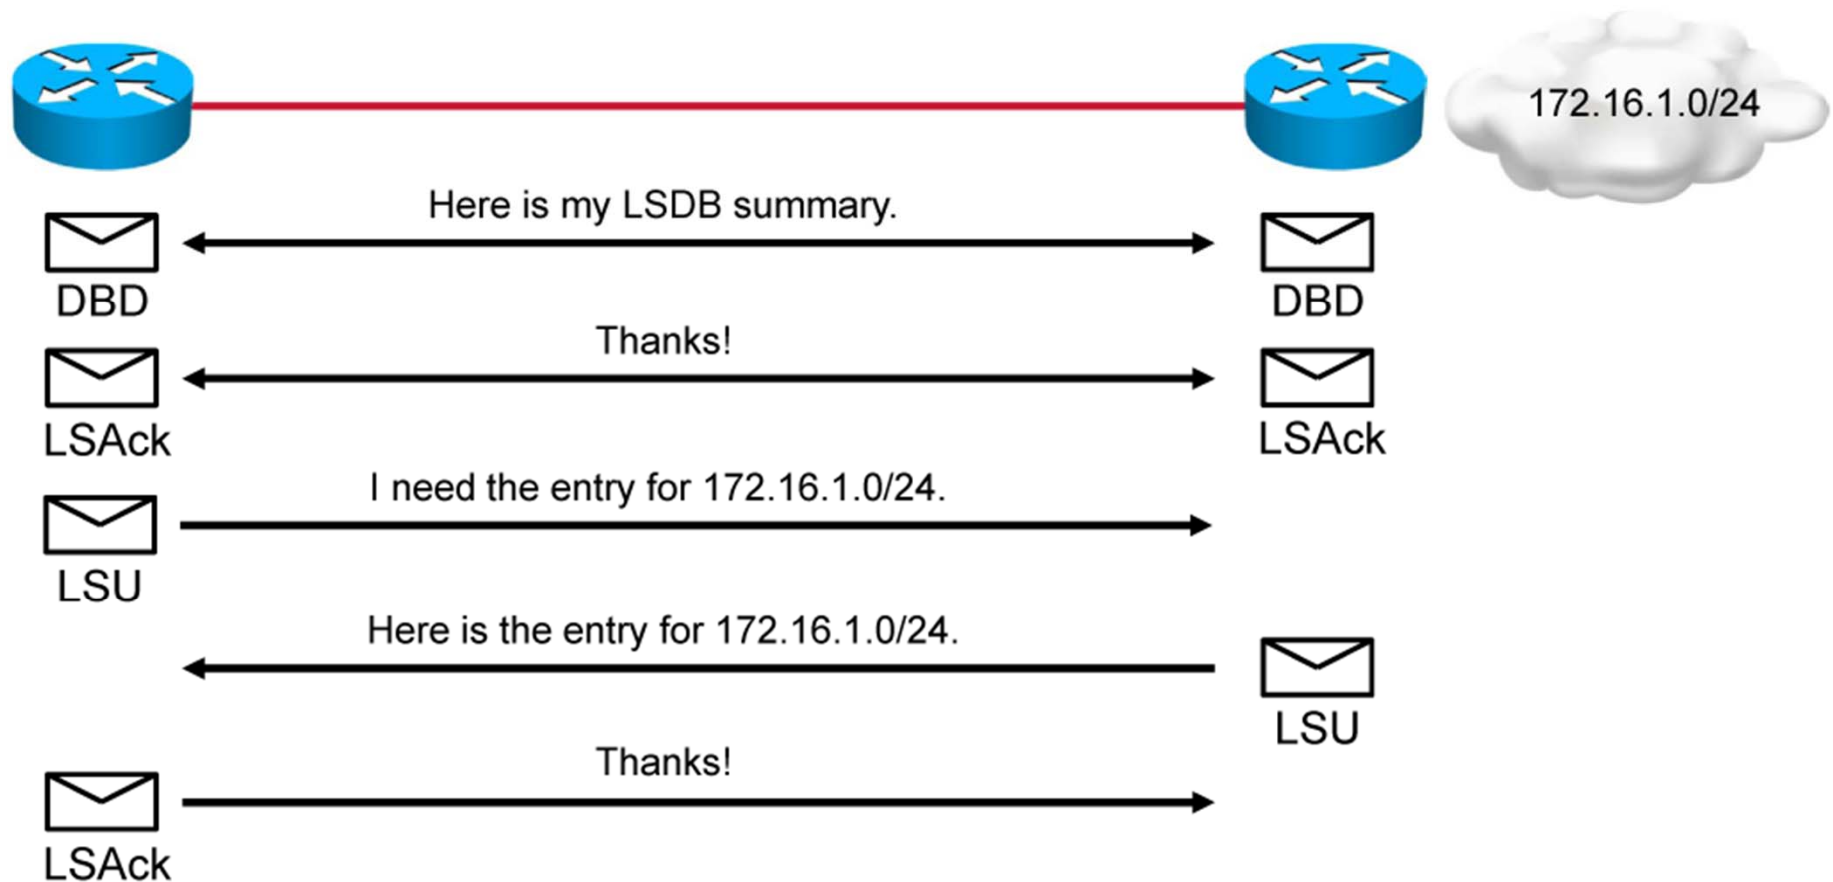 172.16.1.0/24
Here is my LSDB summary.
DBD
DBD
Thanks!
LSAck
LSAck
I need the entry for 172.16.1.0/24.
LSU
Here is the entry for 172.16.1.0/24.
LSU
Thanks!
LSAck